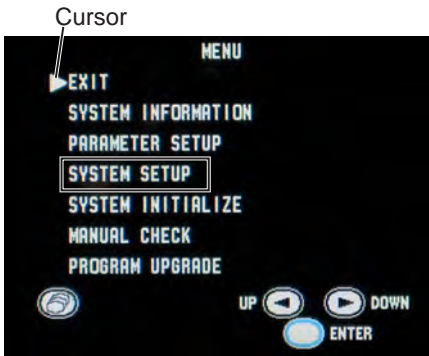 Cursor
MENU
EXIT
SYSTEM INFORMATION
PARAMETER SETUP
SYSTEM SETUP
SYSTEM INITIALIZE
MANUAL CHECK
PROGRAM UPGRADE
UP DOWN
ENTER